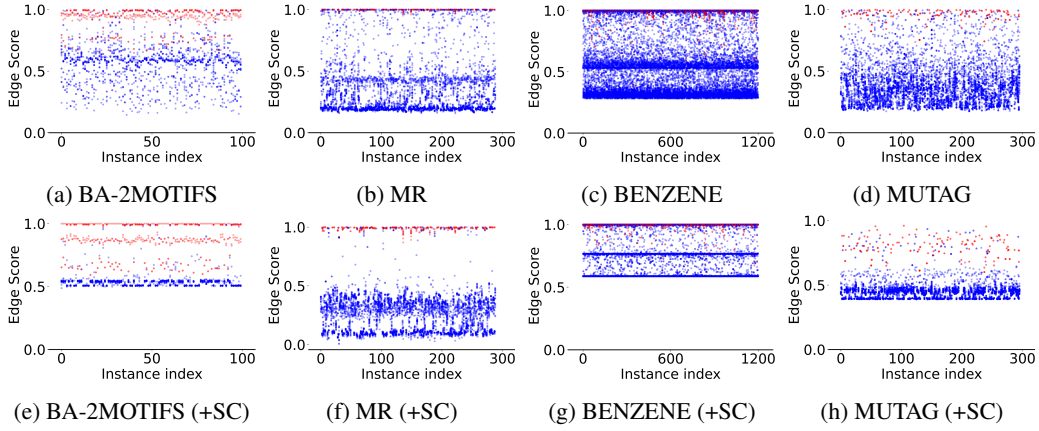 1.0 1.0 1.0 1.0
Edge Score Edge Score Edge Score Edge Score
0.5 0.5 0.5 0.5
0.0 0.0 0.0 0.0
0 50 100 0 100 200 300 0 600 1200 0 100 200 300
Instance index Instance index Instance index Instance index
(a) BA-2MOTIFS (b) MR (c) BENZENE (d) MUTAG
1.0 1.0 1.0 1.0
Edge Score Edge Score Edge Score Edge Score
0.5 0.5 0.5 0.5
0.0 0.0 0.0 0.0
0 50 100 0 100 200 300 0 600 1200 0 100 200 300
Instance index Instance index Instance index Instance index
(e) BA-2MOTIFS (+SC) (f) MR (+SC) (g) BENZENE (+SC) (h) MUTAG (+SC)